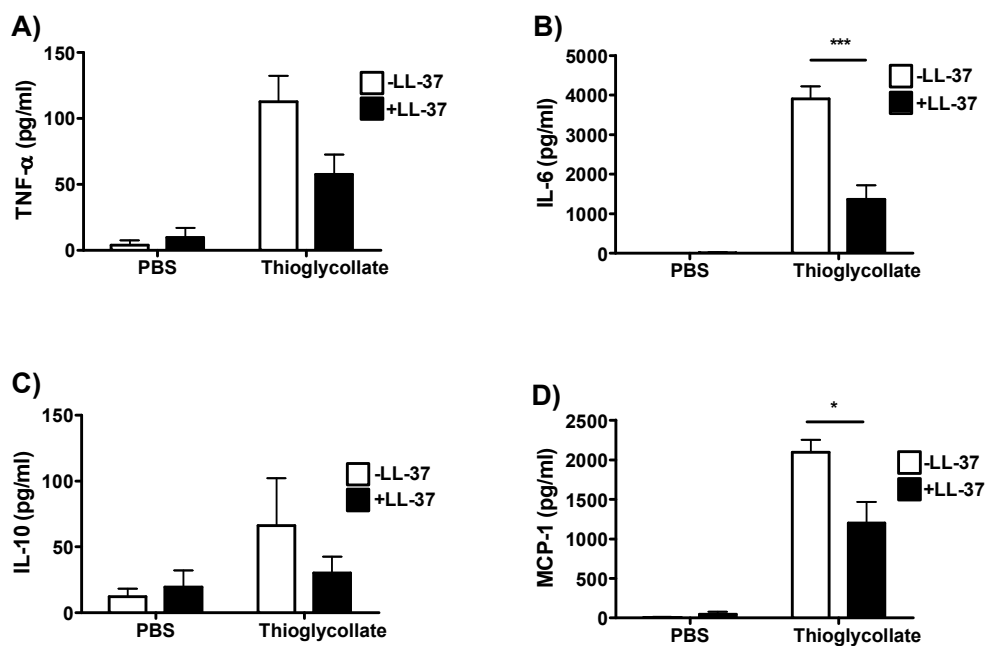 A)
TNF-α (pg/ml)
150
100
50
0
PBS
Thioglycollate
-LL-37
+LL-37
B)
IL-6 (pg/ml)
5000
4000
3000
2000
1000
0
***
PBS
Thioglycollate
-LL-37
+LL-37
C)
IL-10 (pg/ml)
150
100
50
0
PBS
Thioglycollate
-LL-37
+LL-37
D)
MCP-1 (pg/ml)
2500
2000
1500
1000
500
0
*
PBS
Thioglycollate
-LL-37
+LL-37